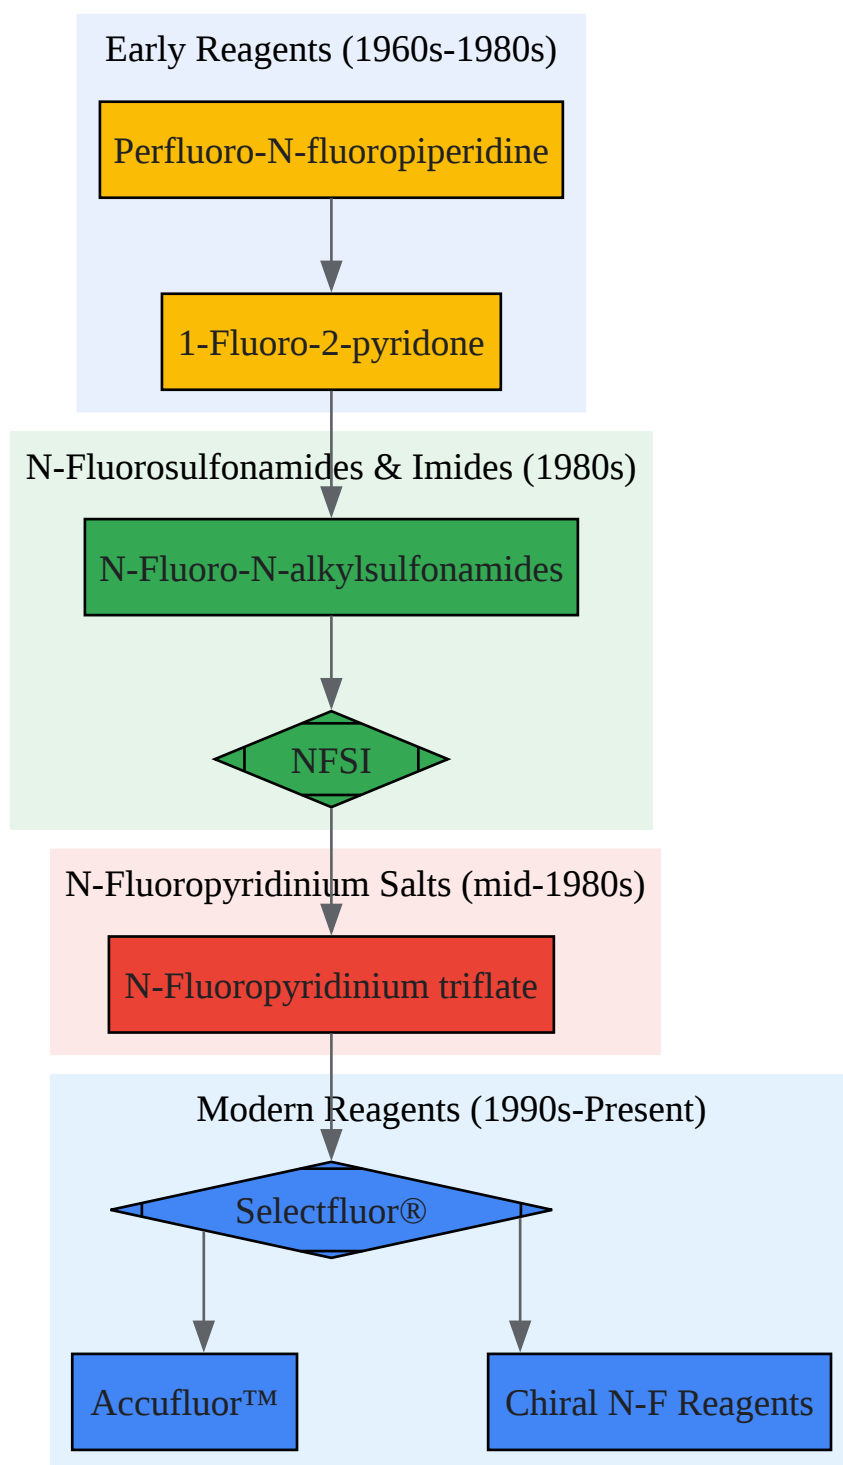 Early Reagents (1960s-1980s)
Perfluoro-N-fluoropiperidine
1-Fluoro-2-pyridone
N-Fluorosulfonamides & Imides (1980s)
N-Fluoro-N-alkylsulfonamides
NFSI
N-Fluoropyridinium Salts (mid-1980s)
N-Fluoropyridinium triflate
Modern Reagents (1990s-Present)
Selectfluor®
Accufluor™
Chiral N-F Reagents